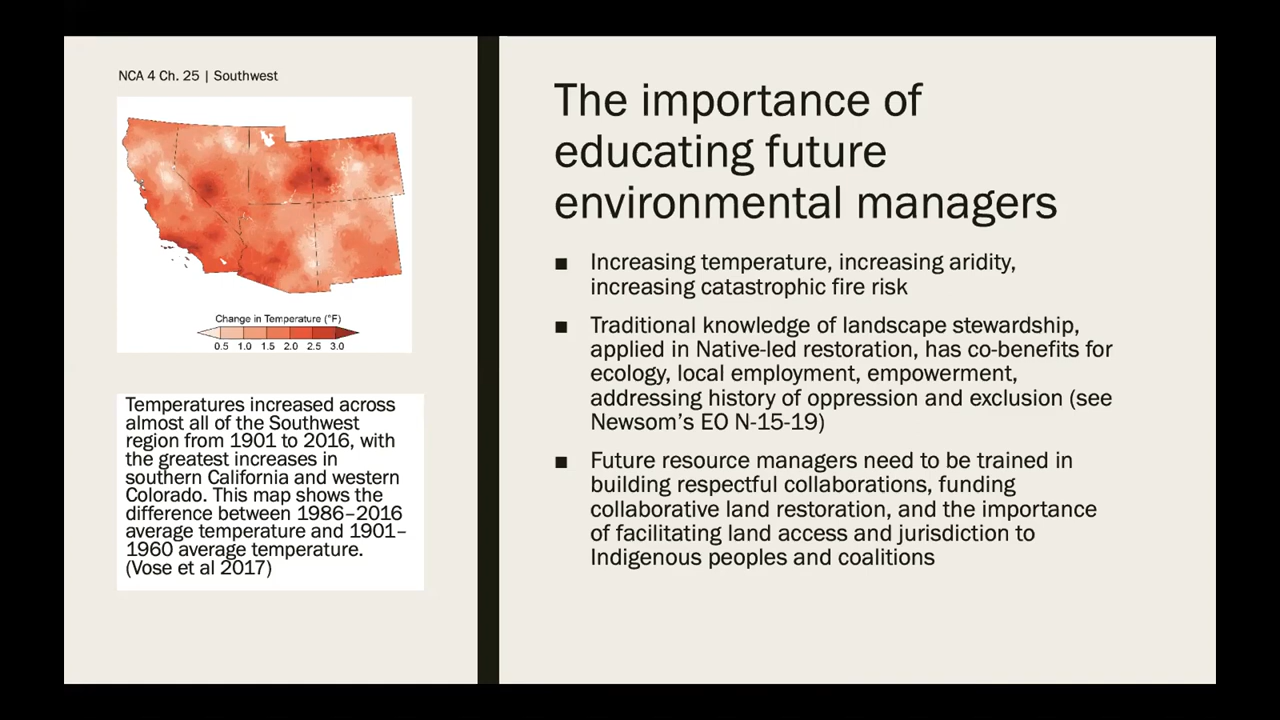 NCA 4 Ch. 25 | Southwest
Change in Temperature (°F)
0.5 1.0 1.5 2.0 2.5 3.0
Temperatures increased across
almost all of the Southwest
region from 1901 to 2016, with
the greatest increases in
southern California and western
Colorado. This map shows the
difference between 1986–2016
average temperature and 1901–
1960 average temperature.
(Vose et al 2017)
The importance of
educating future
environmental managers
■ Increasing temperature, increasing aridity,
increasing catastrophic fire risk
■ Traditional knowledge of landscape stewardship,
applied in Native-led restoration, has co-benefits for
ecology, local employment, empowerment,
addressing history of oppression and exclusion (see
Newsom's EO N-15-19)
■ Future resource managers need to be trained in
building respectful collaborations, funding
collaborative land restoration, and the importance
of facilitating land access and jurisdiction to
Indigenous peoples and coalitions